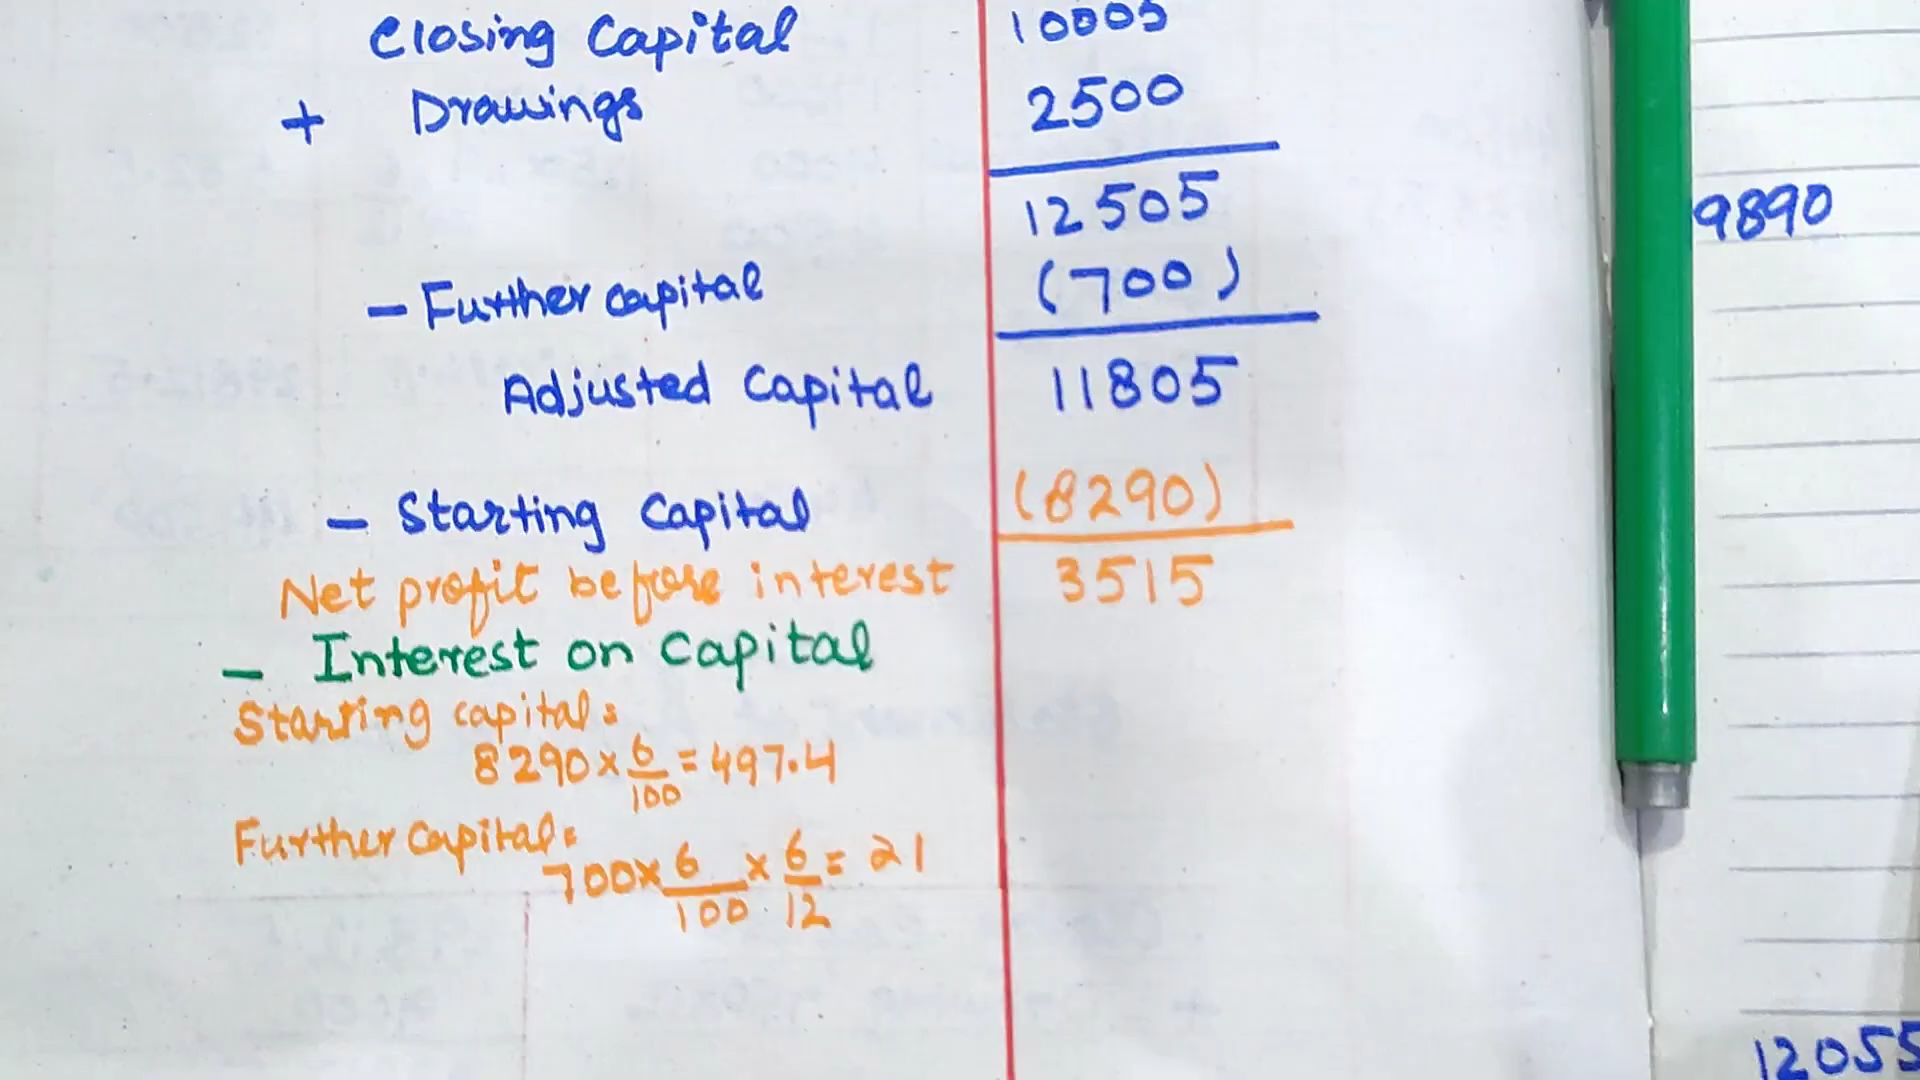 Closing Capital 10005
+ Drawings 2500
12505
- Further capital (700)
Adjusted Capital 11805
- Starting Capital (8290)
Net profit before interest 3515
- Interest on Capital
Starting capital:
8290 × 6/100 = 497.4
Further Capital:
700 × 6/100 × 6/12 = 21
9890
12055